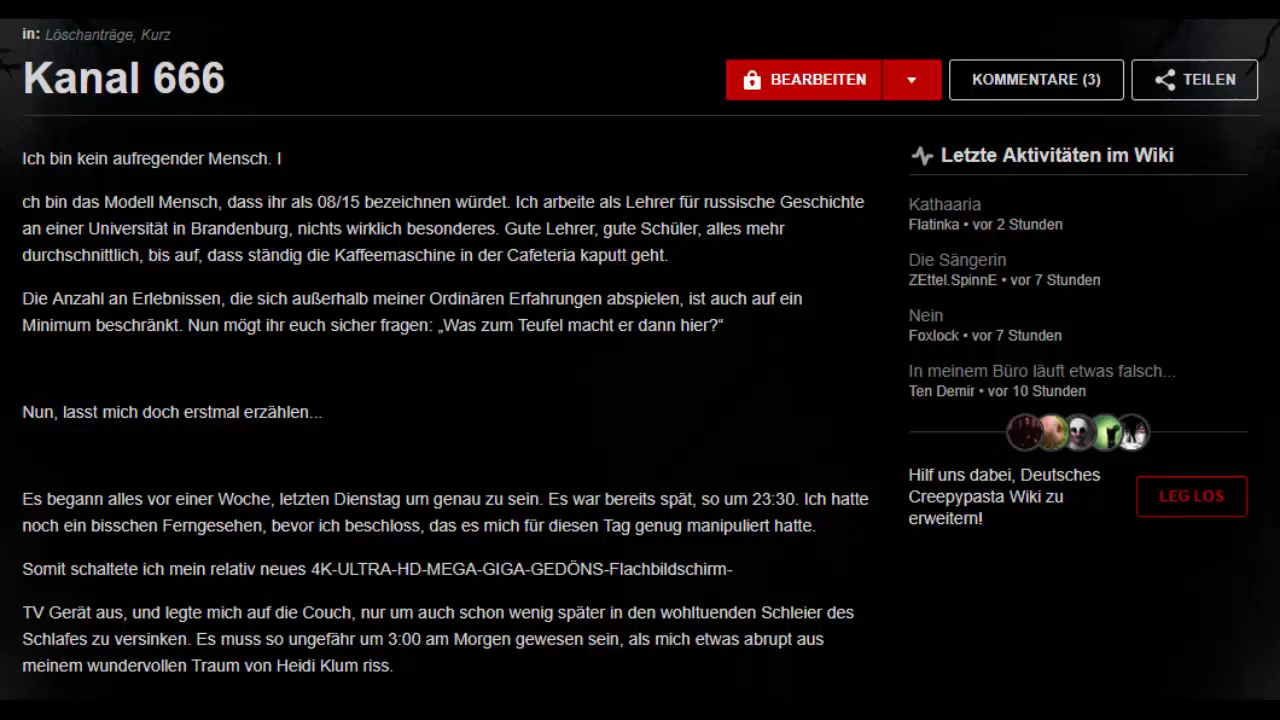 in: Löschanträge, Kurz
Kanal 666
BEARBEITEN
KOMMENTARE (3)
TEILEN
Ich bin kein aufregender Mensch. I
ch bin das Modell Mensch, dass ihr als 08/15 bezeichnen würdet. Ich arbeite als Lehrer für russische Geschichte
an einer Universität in Brandenburg, nichts wirklich besonderes. Gute Lehrer, gute Schüler, alles mehr
durchschnittlich, bis auf, dass ständig die Kaffeemaschine in der Cafeteria kaputt geht.
Die Anzahl an Erlebnissen, die sich außerhalb meiner Ordinären Erfahrungen abspielen, ist auch auf ein
Minimum beschränkt. Nun mögt ihr euch sicher fragen: „Was zum Teufel macht er dann hier?“
Nun, lasst mich doch erstmal erzählen...
Es begann alles vor einer Woche, letzten Dienstag um genau zu sein. Es war bereits spät, so um 23:30. Ich hatte
noch ein bisschen Ferngesehen, bevor ich beschloss, das es mich für diesen Tag genug manipuliert hatte.
Somit schaltete ich mein relativ neues 4K-ULTRA-HD-MEGA-GIGA-GEDÖNS-Flachbildschirm-
TV Gerät aus, und legte mich auf die Couch, nur um auch schon wenig später in den wohltuenden Schleier des
Schlafes zu versinken. Es muss so ungefähr um 3:00 am Morgen gewesen sein, als mich etwas abrupt aus
meinem wundervollen Traum von Heidi Klum riss.
Letzte Aktivitäten im Wiki
Kathaaria
Flatinka • vor 2 Stunden
Die Sängerin
ZEttel.SpinnE • vor 7 Stunden
Nein
Foxlock • vor 7 Stunden
In meinem Büro läuft etwas falsch...
Ten Demir • vor 10 Stunden
Hilf uns dabei, Deutsches
Creepypasta Wiki zu
erweitern!
LEG LOS